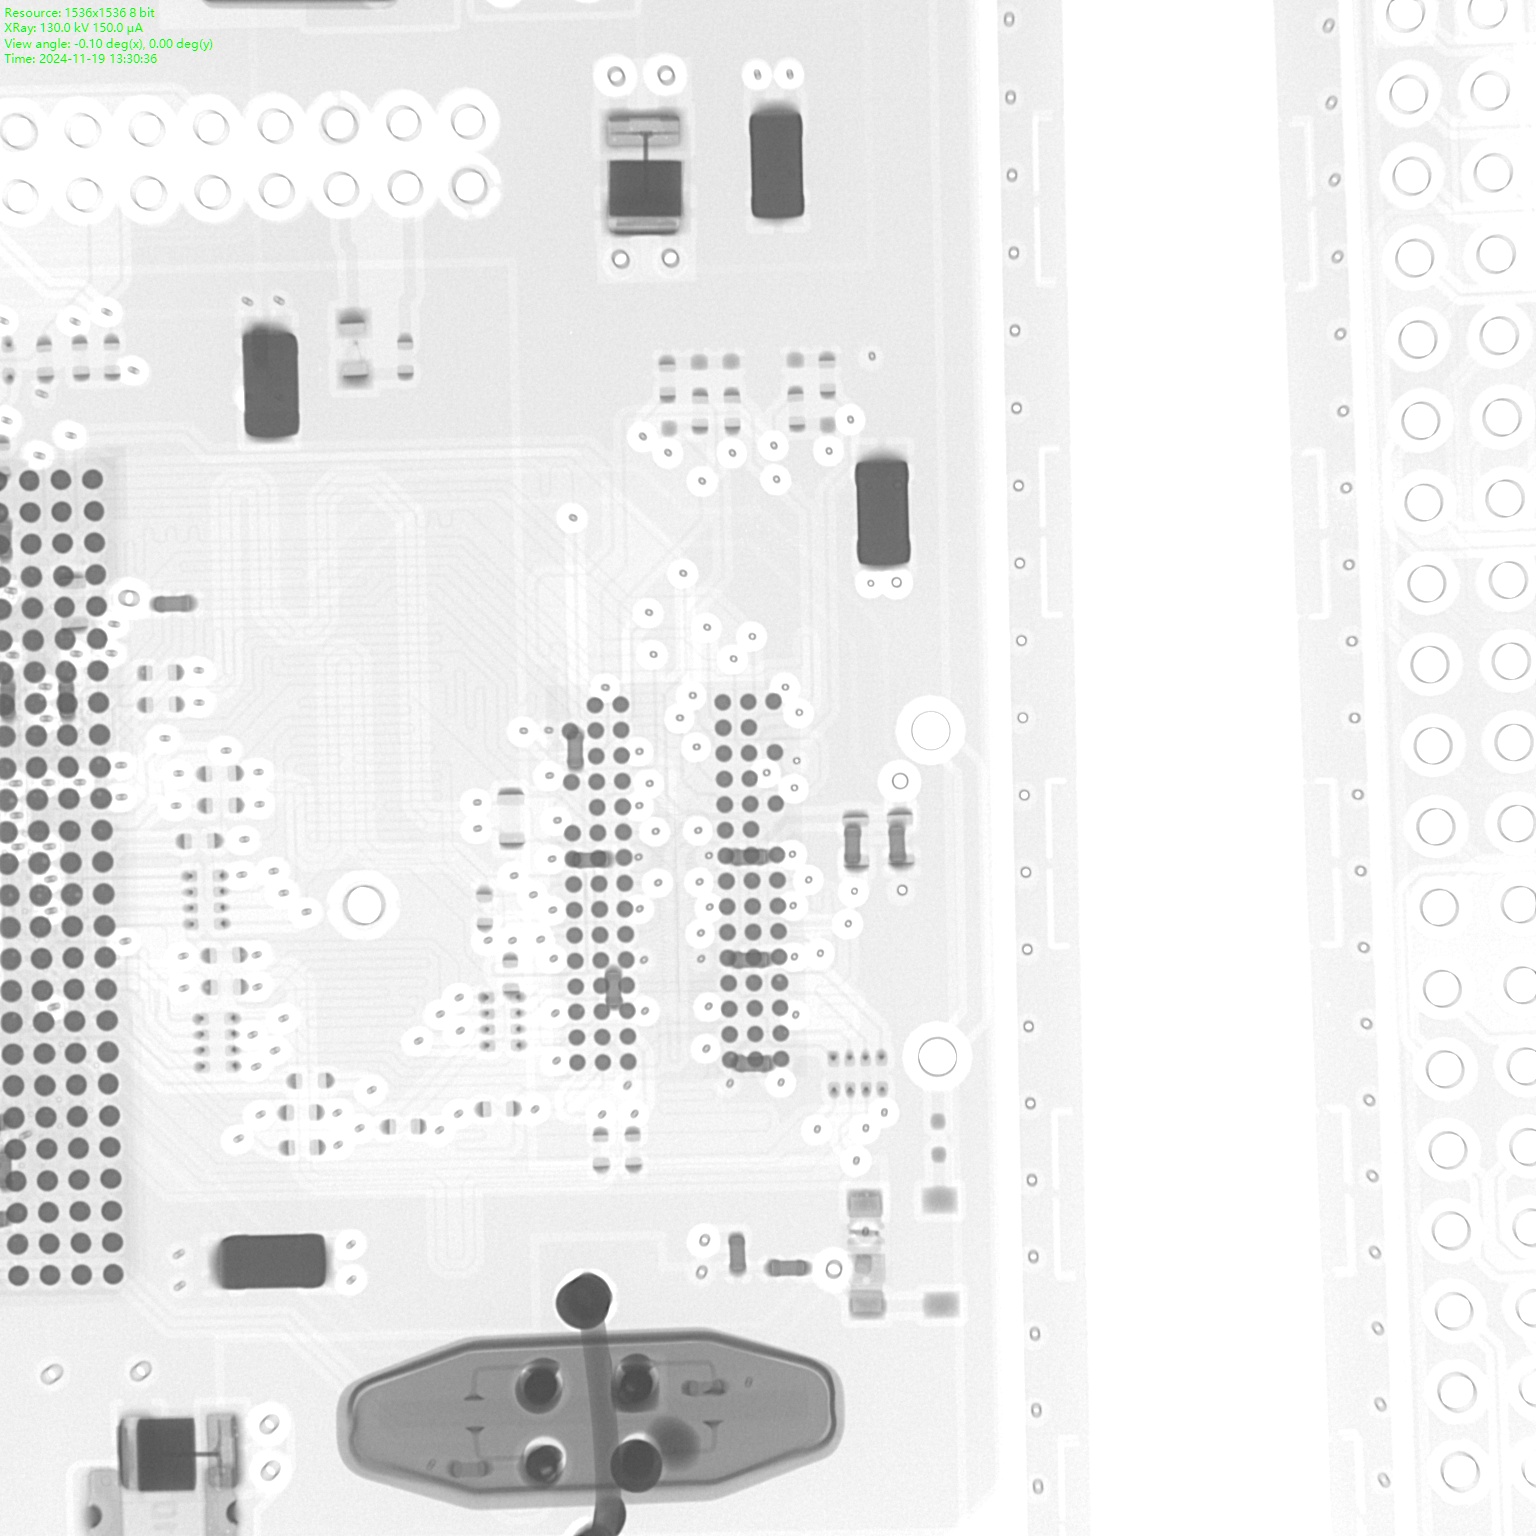 Resource: 1536x1536 8 bit
XRay: 130.0 kV 150.0 µA
View angle: -0.10 deg(x), 0.00 deg(y)
Time: 2024-11-19 13:30:36